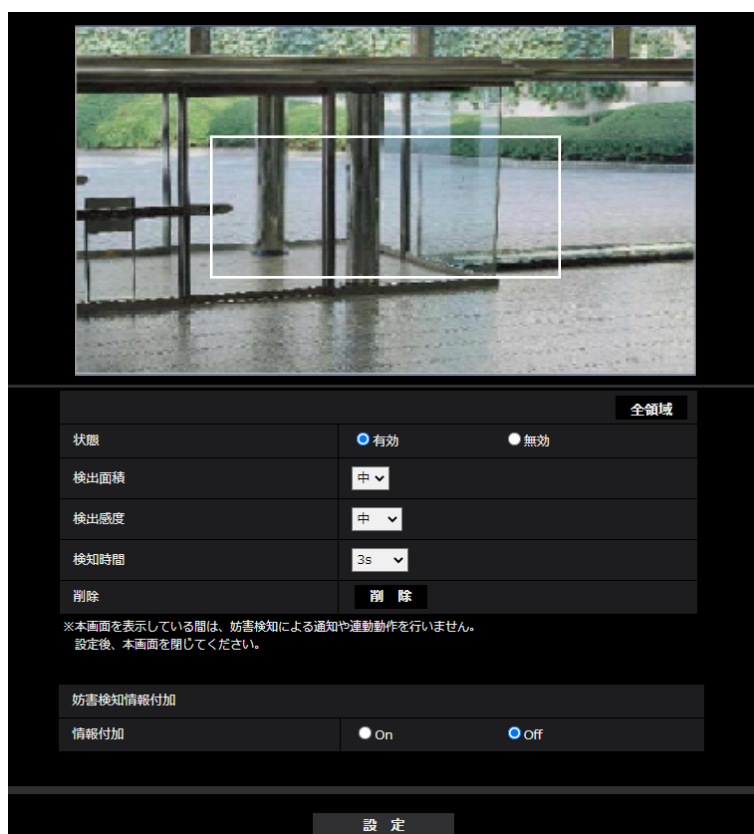 全領域
状態 有効 無効
検出面積 中
検出感度 中
検知時間 3s
削除 削 除
※本画面を表示している間は、妨害検知による通知や連動動作を行いません。
設定後、本画面を閉じてください。
妨害検知情報付加
情報付加 On Off
設 定